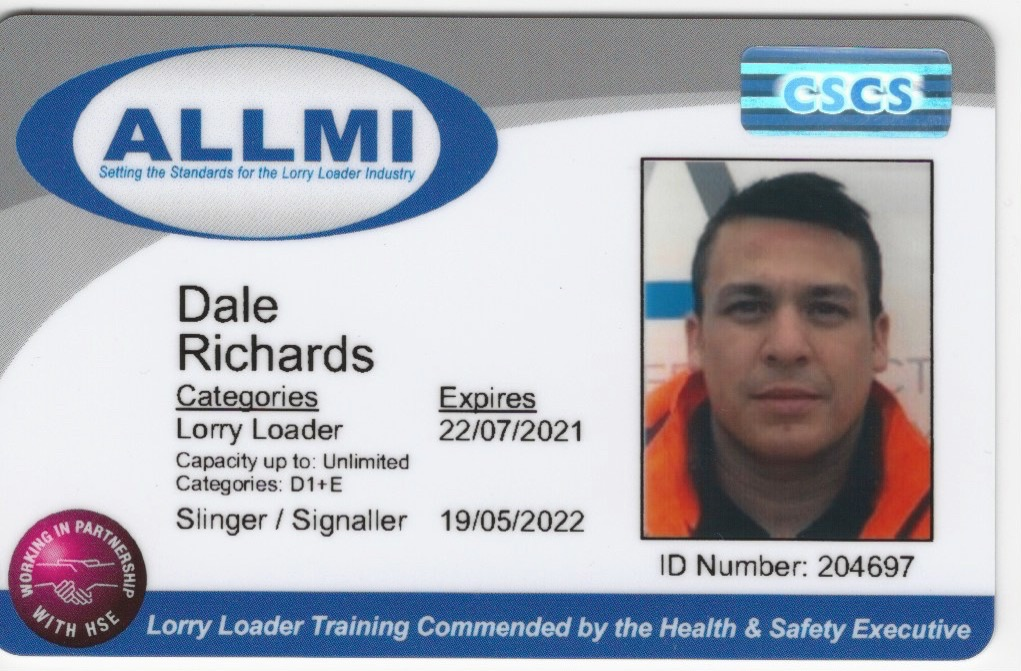 ALLMI
Setting the Standards for the Lorry Loader Industry
CSCS
Dale
Richards
Categories Expires
Lorry Loader 22/07/2021
Capacity up to: Unlimited
Categories: D1+E
Slinger / Signaller 19/05/2022
ID Number: 204697
WORKING IN PARTNERSHIP
WITH HSE
Lorry Loader Training Commended by the Health & Safety Executive